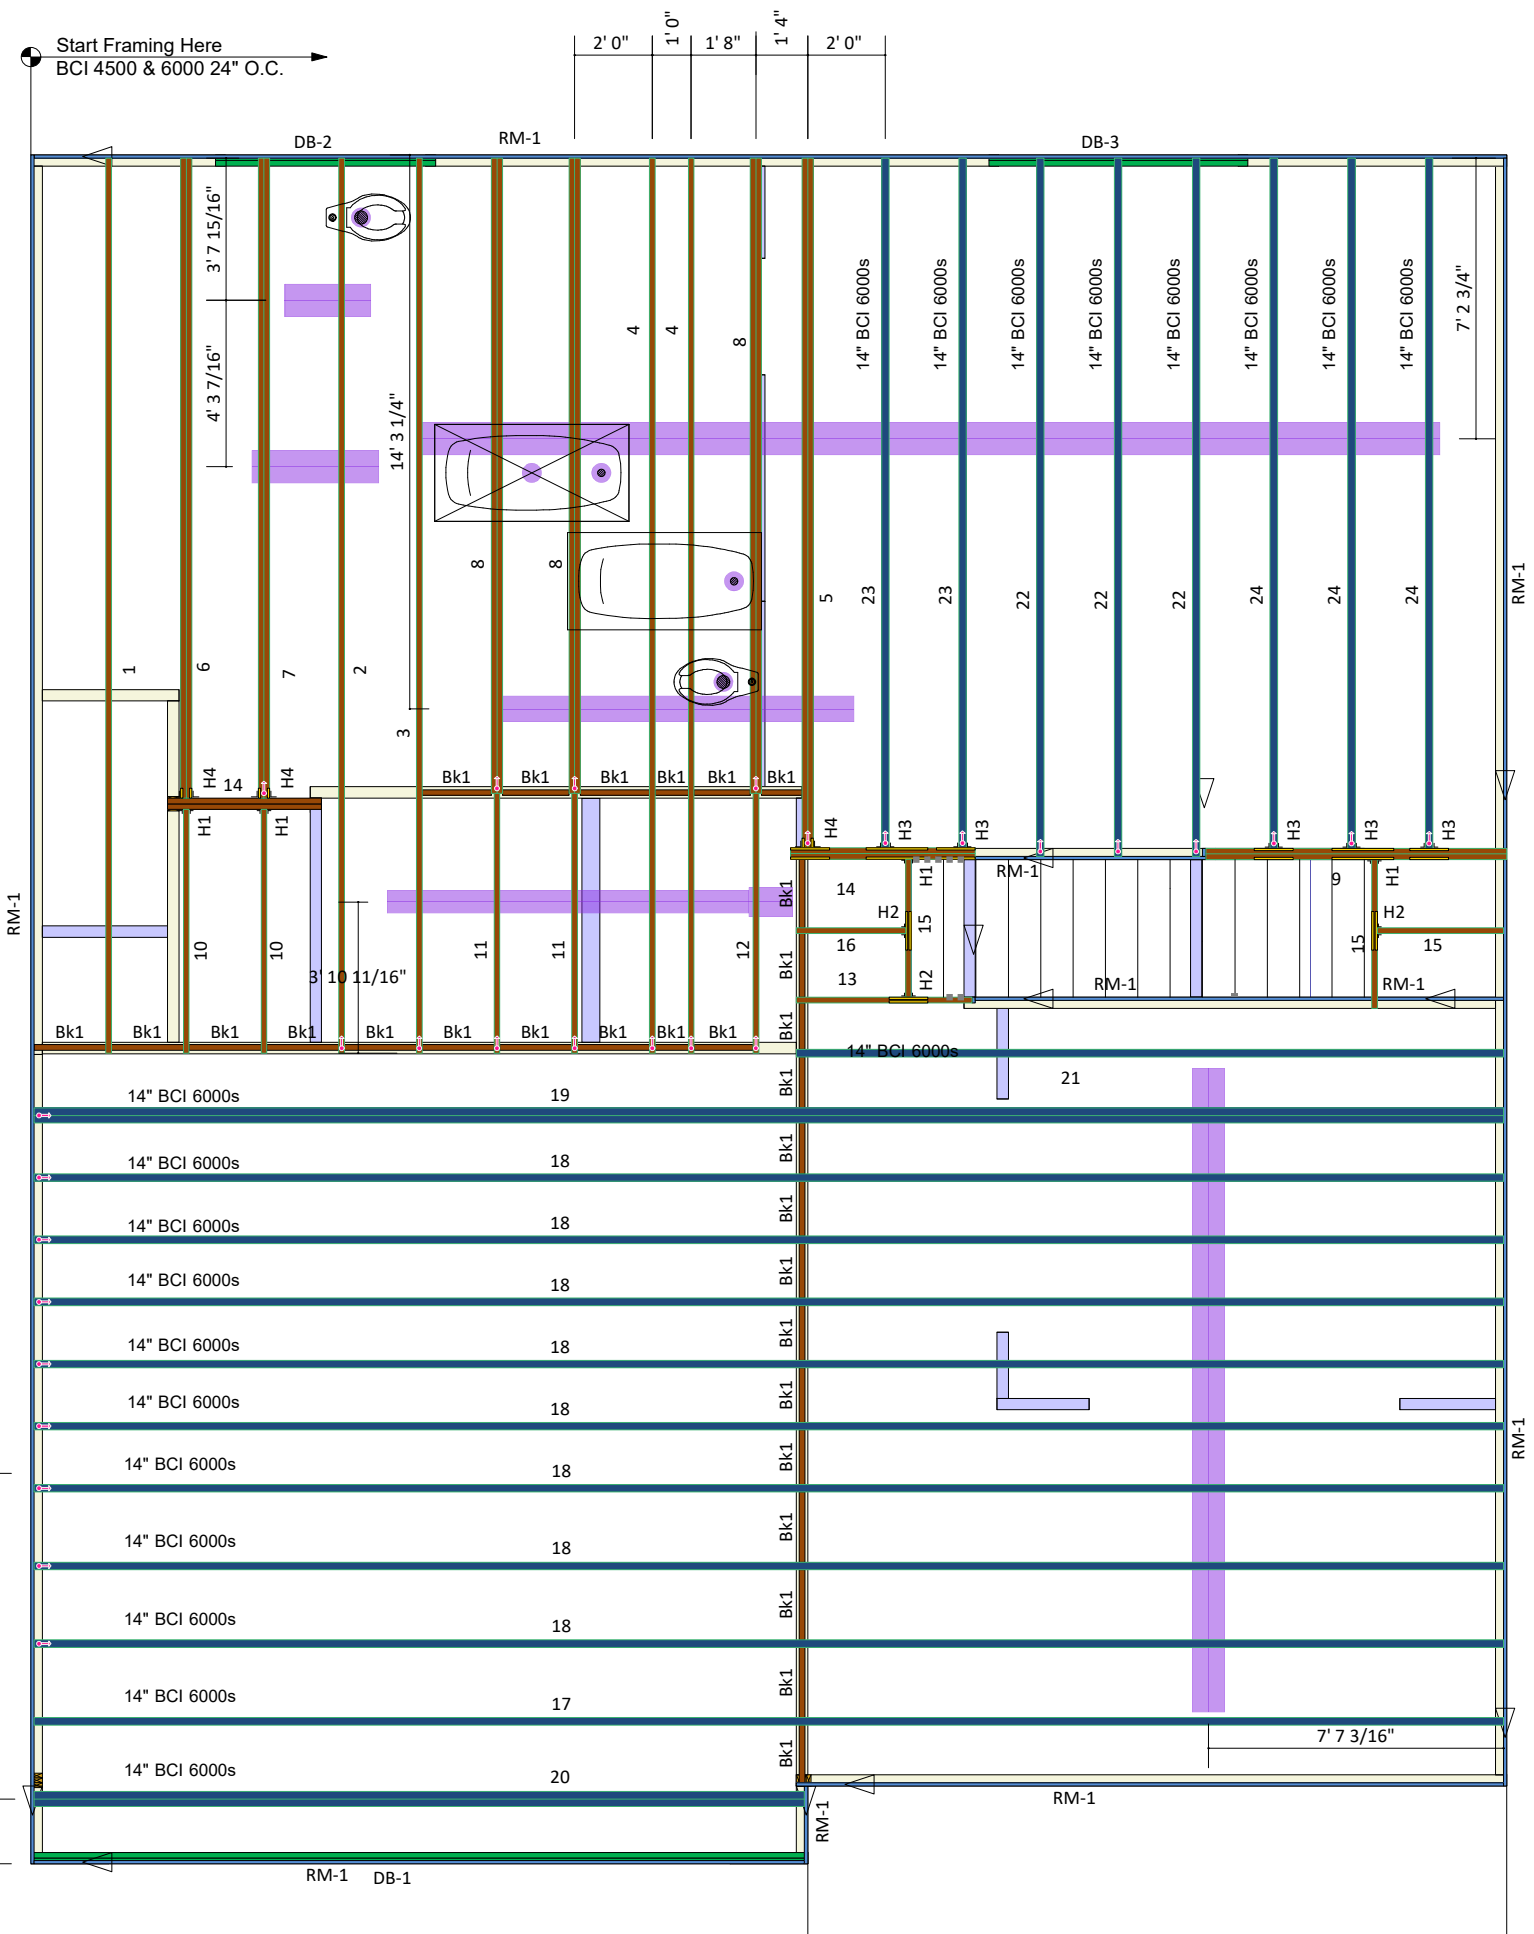 Start Framing Here
BCI 4500 & 6000 24" O.C.
2' 0"
1' 0"
1' 8"
1' 4"
2' 0"
DB-2
RM-1
DB-3
3' 7 15/16"
4' 3 7/16"
14' 3 1/4"
7' 2 3/4"
14" BCI 6000s
14" BCI 6000s
14" BCI 6000s
14" BCI 6000s
14" BCI 6000s
14" BCI 6000s
14" BCI 6000s
14" BCI 6000s
4
4
8
8
8
5
23
23
22
22
22
24
24
24
RM-1
1
6
7
2
3
H4
14
H4
H1
H1
Bk1
Bk1
Bk1
Bk1
Bk1
Bk1
H4
H3
H3
H3
H3
H3
RM-1
H1
9
H1
14
Bk1
H2
15
H2
15
15
16
13
H2
Bk1
RM-1
RM-1
RM-1
10
10
11
11
12
3' 10 11/16"
Bk1
Bk1
Bk1
Bk1
Bk1
Bk1
Bk1
Bk1
Bk1
Bk1
14" BCI 6000s
21
Bk1
14" BCI 6000s
19
Bk1
14" BCI 6000s
18
Bk1
14" BCI 6000s
18
Bk1
14" BCI 6000s
18
Bk1
14" BCI 6000s
18
Bk1
14" BCI 6000s
18
RM-1
Bk1
14" BCI 6000s
18
Bk1
14" BCI 6000s
18
Bk1
14" BCI 6000s
18
Bk1
14" BCI 6000s
17
Bk1
7' 7 3/16"
14" BCI 6000s
20
RM-1
RM-1
RM-1
DB-1